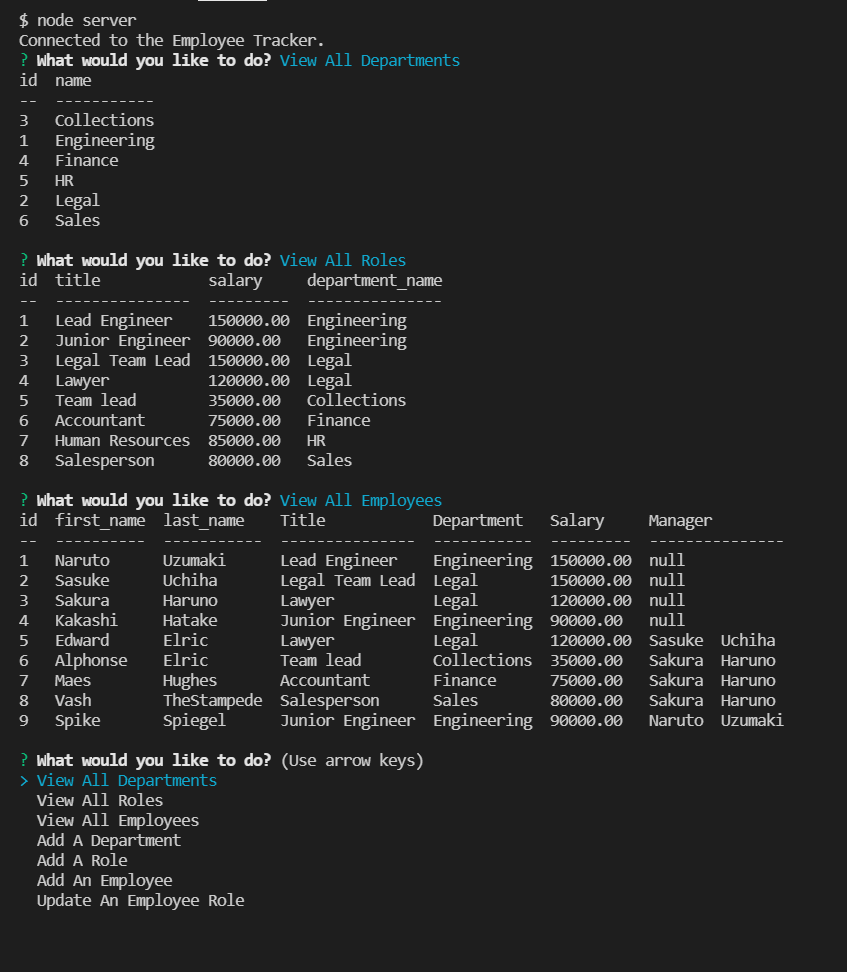 $ node server
Connected to the Employee Tracker.
? What would you like to do? View All Departments
id  name
--  -----------
3   Collections
1   Engineering
4   Finance
5   HR
2   Legal
6   Sales

? What would you like to do? View All Roles
id  title            salary     department_name
--  ---------------  ---------  ---------------
1   Lead Engineer    150000.00  Engineering
2   Junior Engineer  90000.00   Engineering
3   Legal Team Lead  150000.00  Legal
4   Lawyer           120000.00  Legal
5   Team lead        35000.00   Collections
6   Accountant       75000.00   Finance
7   Human Resources  85000.00   HR
8   Salesperson      80000.00   Sales

? What would you like to do? View All Employees
id  first_name  last_name    Title            Department   Salary     Manager
--  ----------  -----------  ---------------  -----------  ---------  ---------------
1   Naruto      Uzumaki      Lead Engineer    Engineering  150000.00  null
2   Sasuke      Uchiha       Legal Team Lead  Legal        150000.00  null
3   Sakura      Haruno       Lawyer           Legal        120000.00  null
4   Kakashi     Hatake       Junior Engineer  Engineering  90000.00   null
5   Edward      Elric        Lawyer           Legal        120000.00  Sasuke  Uchiha
6   Alphonse    Elric        Team lead        Collections  35000.00   Sakura  Haruno
7   Maes        Hughes       Accountant       Finance      75000.00   Sakura  Haruno
8   Vash        TheStampede  Salesperson      Sales        80000.00   Sakura  Haruno
9   Spike       Spiegel      Junior Engineer  Engineering  90000.00   Naruto  Uzumaki

? What would you like to do? (Use arrow keys)
> View All Departments
  View All Roles
  View All Employees
  Add A Department
  Add A Role
  Add An Employee
  Update An Employee Role